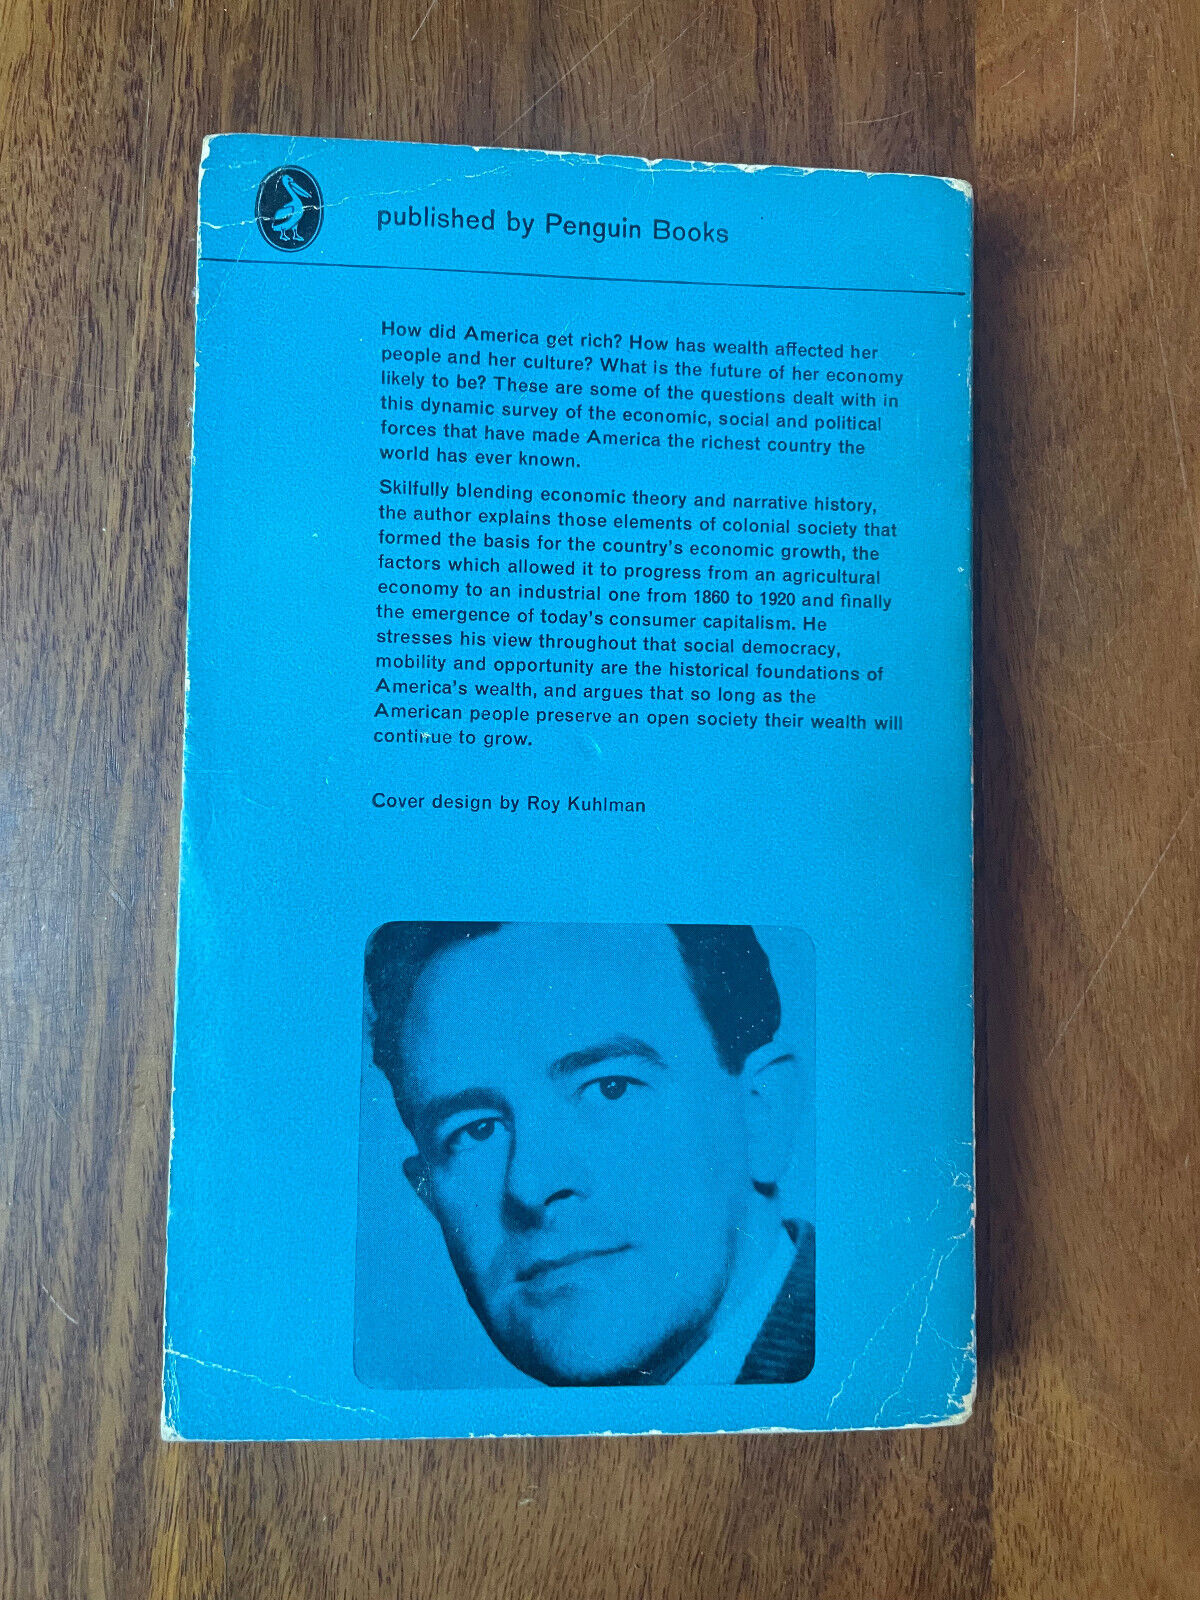 published by Penguin Books
How did America get rich? How has wealth affected her
people and her culture? What is the future of her economy
likely to be? These are some of the questions dealt with in
this dynamic survey of the economic, social and political
forces that have made America the richest country the
world has ever known.
Skilfully blending economic theory and narrative history,
the author explains those elements of colonial society that
formed the basis for the country's economic growth, the
factors which allowed it to progress from an agricultural
economy to an industrial one from 1860 to 1920 and finally
the emergence of today's consumer capitalism. He
stresses his view throughout that social democracy,
mobility and opportunity are the historical foundations of
America's wealth, and argues that so long as the
American people preserve an open society their wealth will
continue to grow.
Cover design by Roy Kuhlman